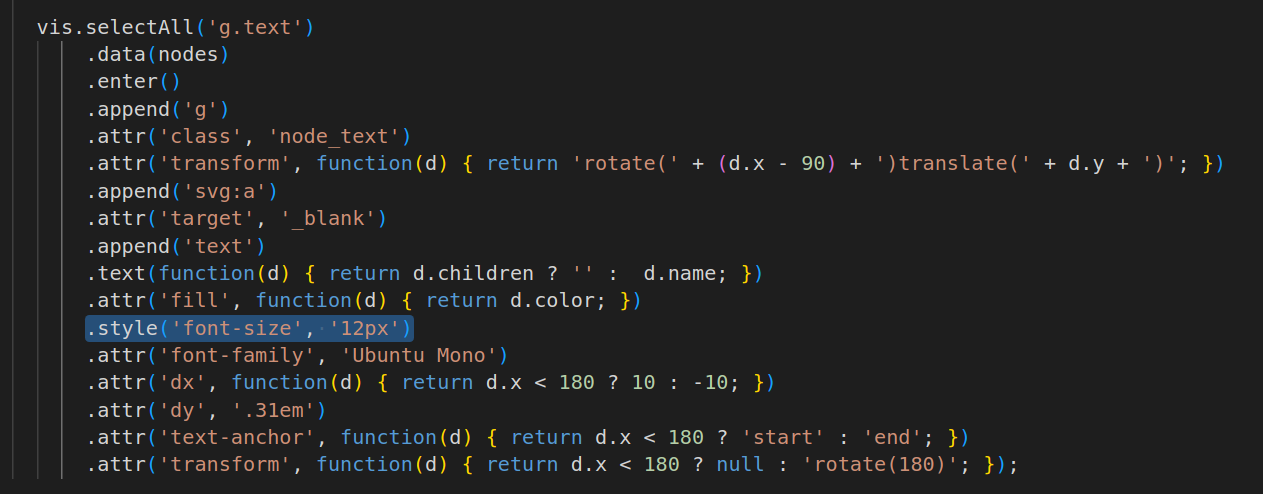 vis.selectAll('g.text')
.data(nodes)
.enter()
.append('g')
.attr('class', 'node_text')
.attr('transform', function(d) { return 'rotate(' + (d.x - 90) + ')translate(' + d.y + ')'; })
.append('svg:a')
.attr('target', '_blank')
.append('text')
.text(function(d) { return d.children ? '' :  d.name; })
.attr('fill', function(d) { return d.color; })
.style('font-size', '12px')
.attr('font-family', 'Ubuntu Mono')
.attr('dx', function(d) { return d.x < 180 ? 10 : -10; })
.attr('dy', '.31em')
.attr('text-anchor', function(d) { return d.x < 180 ? 'start' : 'end'; })
.attr('transform', function(d) { return d.x < 180 ? null : 'rotate(180)'; });